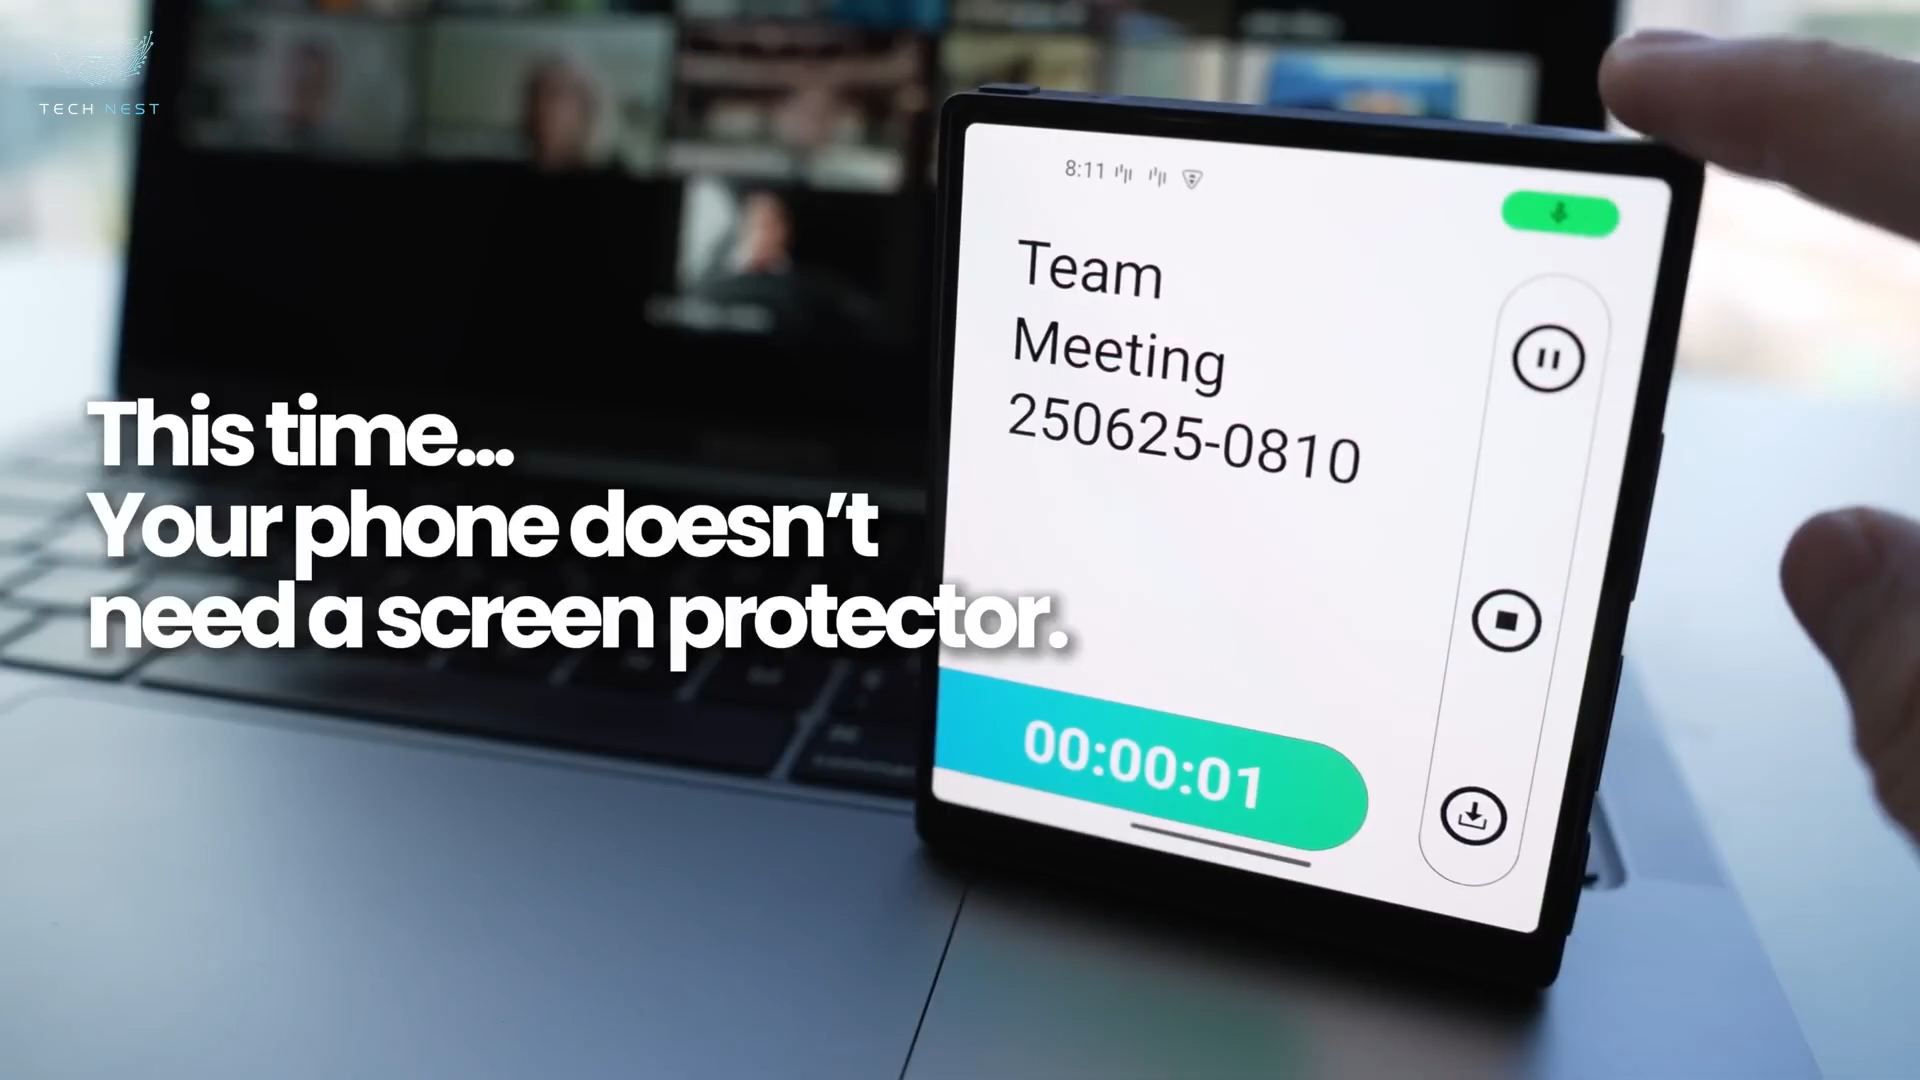 TECH NEST
8:11
Team
Meeting
250625-0810
This time...
Your phone doesn’t
need a screen protector.
00:00:01